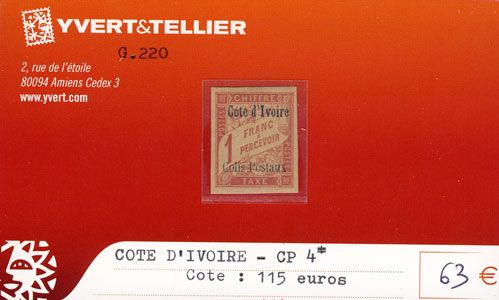 YVERT&TELLIER
G.220
2, rue de l'étoile
80094 Amiens Cedex 3
www.yvert.com
CHIFFRE
Cote d'Ivoire
1 FRANC
À
PERCEVOIR
Colis Postaux
TAXE
COTE D'IVOIRE - CP 4*
Cote : 115 euros
63 €